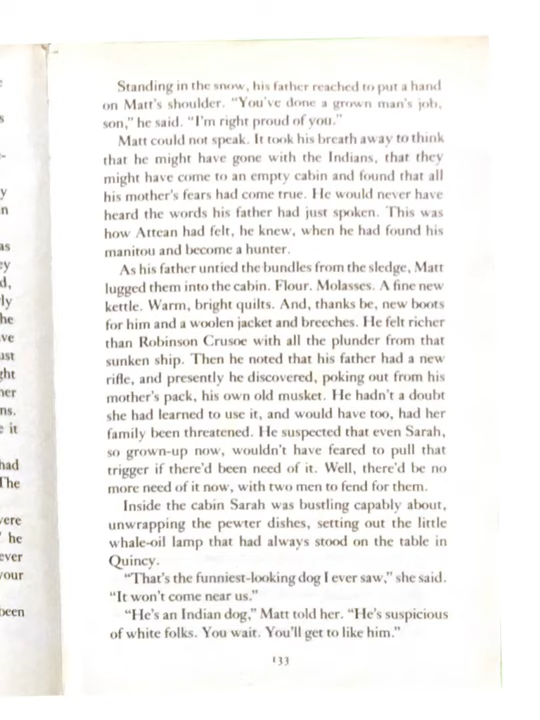 Standing in the snow, his father reached to put a hand
on Matt's shoulder. "You've done a grown man's job,
son," he said. "I'm right proud of you."
Matt could not speak. It took his breath away to think
that he might have gone with the Indians, that they
might have come to an empty cabin and found that all
his mother's fears had come true. He would never have
heard the words his father had just spoken. This was
how Attean had felt, he knew, when he had found his
manitou and become a hunter.
As his father untied the bundles from the sledge, Matt
lugged them into the cabin. Flour. Molasses. A fine new
kettle. Warm, bright quilts. And, thanks be, new boots
for him and a woolen jacket and breeches. He felt richer
than Robinson Crusoe with all the plunder from that
sunken ship. Then he noted that his father had a new
rifle, and presently he discovered, poking out from his
mother's pack, his own old musket. He hadn't a doubt
she had learned to use it, and would have too, had her
family been threatened. He suspected that even Sarah,
so grown-up now, wouldn't have feared to pull that
trigger if there'd been need of it. Well, there'd be no
more need of it now, with two men to fend for them.
Inside the cabin Sarah was bustling capably about,
unwrapping the pewter dishes, setting out the little
whale-oil lamp that had always stood on the table in
Quincy.
"That's the funniest-looking dog I ever saw," she said.
"It won't come near us."
"He's an Indian dog," Matt told her. "He's suspicious
of white folks. You wait. You'll get to like him."
133